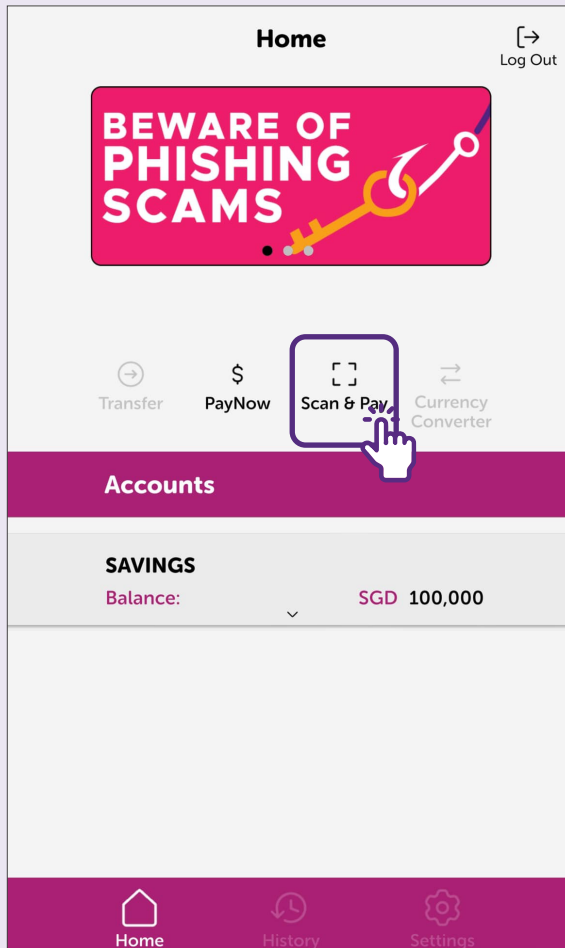 Home
Log Out
BEWARE OF
PHISHING
SCAMS
Transfer
$
PayNow
Scan & Pay
Currency
Converter
Accounts
SAVINGS
Balance: SGD 100,000
Home History Settings